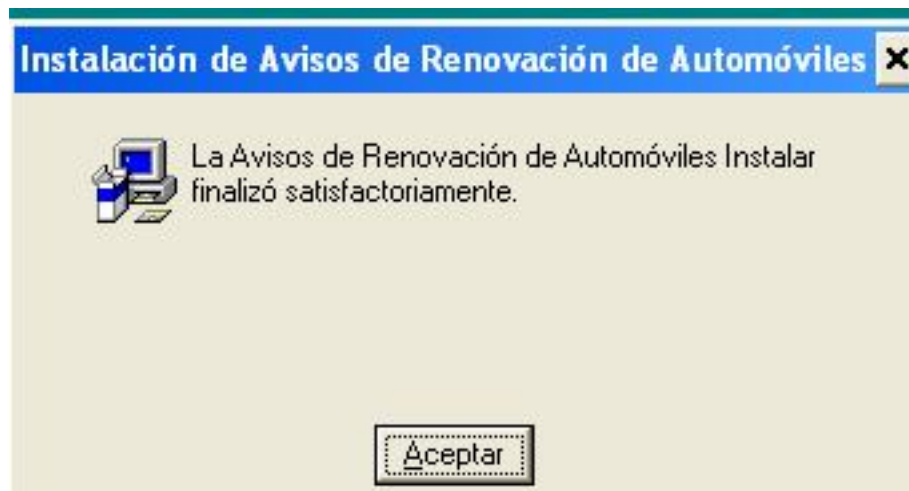 Instalación de Avisos de Renovación de Automóviles
La Avisos de Renovación de Automóviles Instalar
finalizó satisfactoriamente.
Aceptar